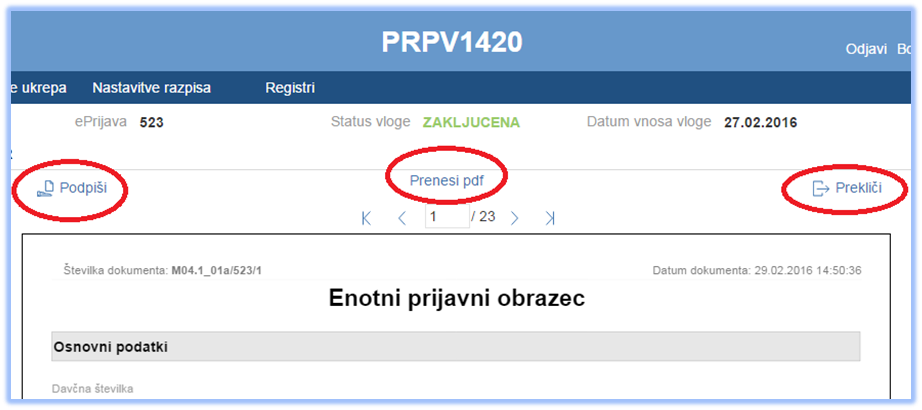 PRPV1420
Odjavi
e ukrepa Nastavitve razpisa Registri
ePrijava 523 Status vloge ZAKLJUCENA Datum vnosa vloge 27.02.2016
Podpiši Prenesi pdf Prekliči
1 / 23
Številka dokumenta: M04.1_01a/523/1 Datum dokumenta: 29.02.2016 14:50:36
Enotni prijavni obrazec
Osnovni podatki
Davčna številka